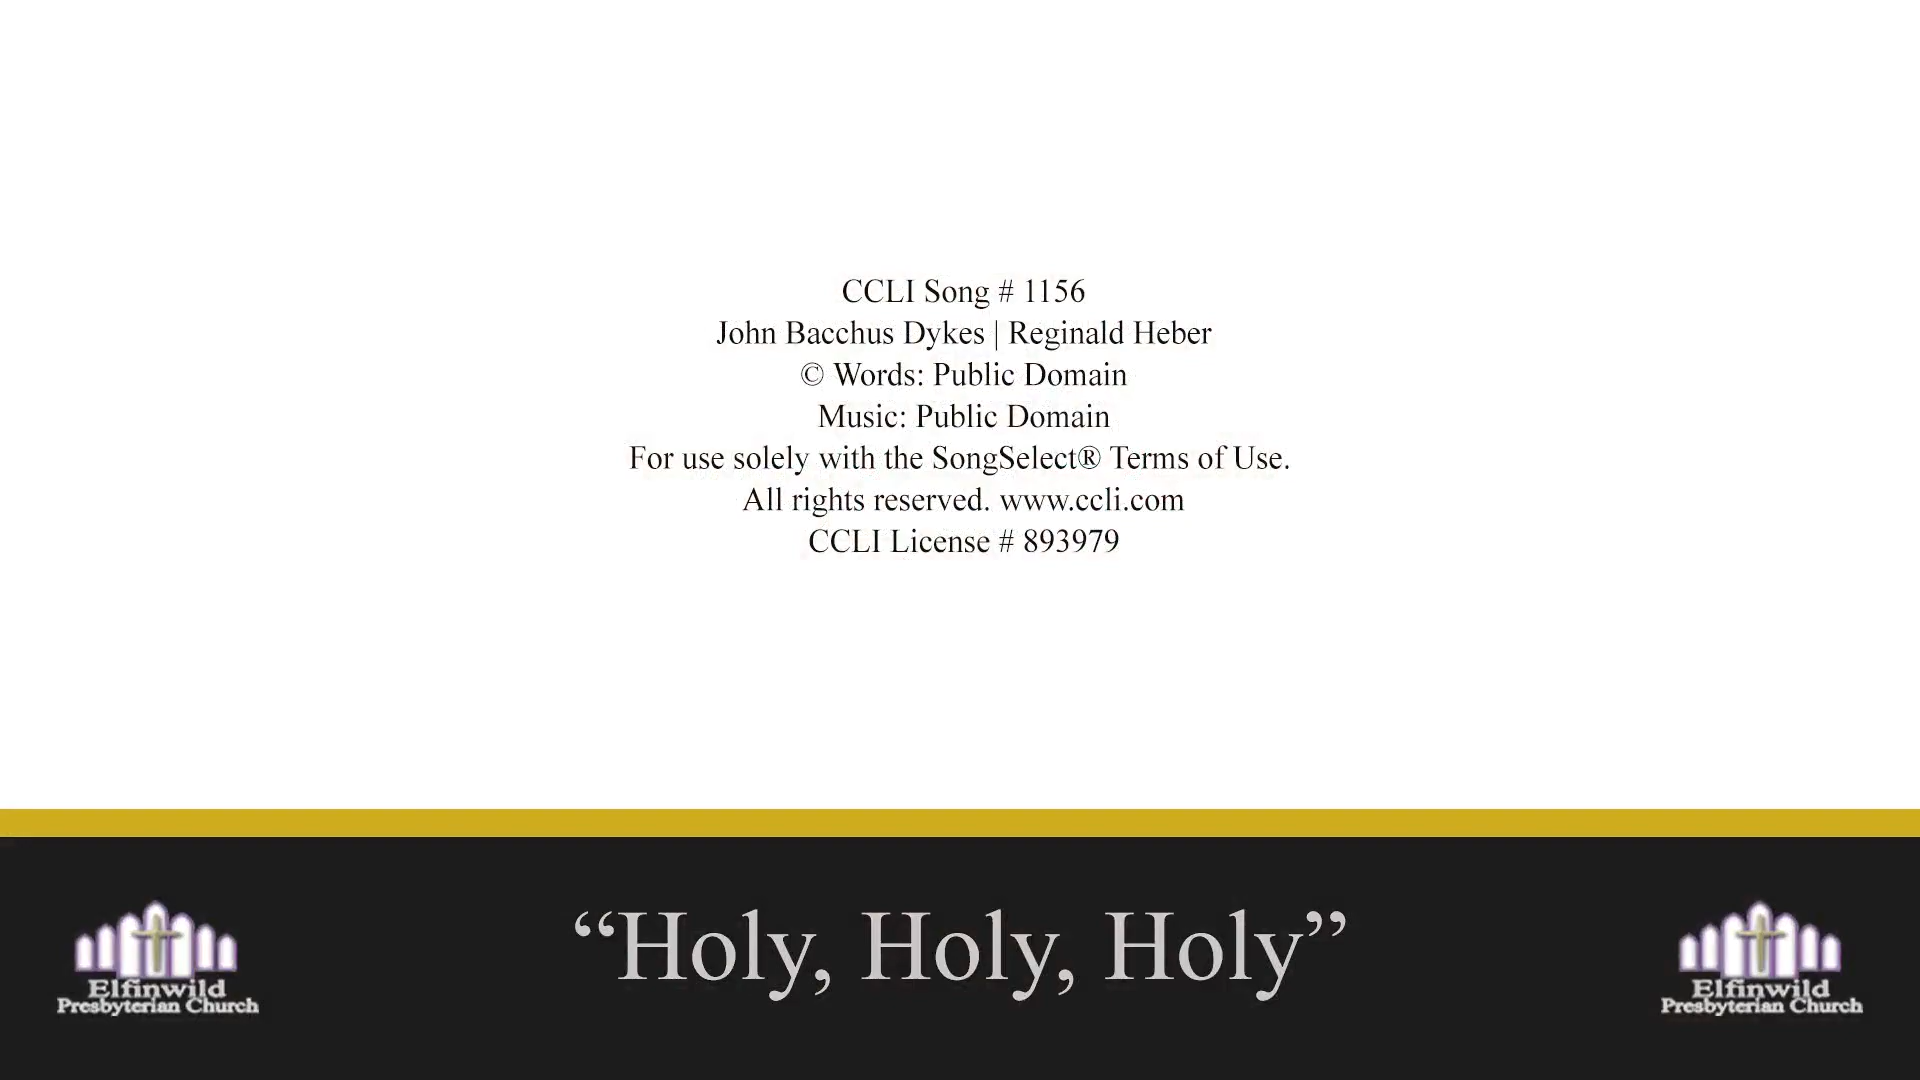 CCLI Song # 1156
John Bacchus Dykes | Reginald Heber
© Words: Public Domain
Music: Public Domain
For use solely with the SongSelect® Terms of Use.
All rights reserved. www.ccli.com
CCLI License # 893979
“Holy, Holy, Holy”
Elfinwild
Presbyterian Church
Elfinwild
Presbyterian Church